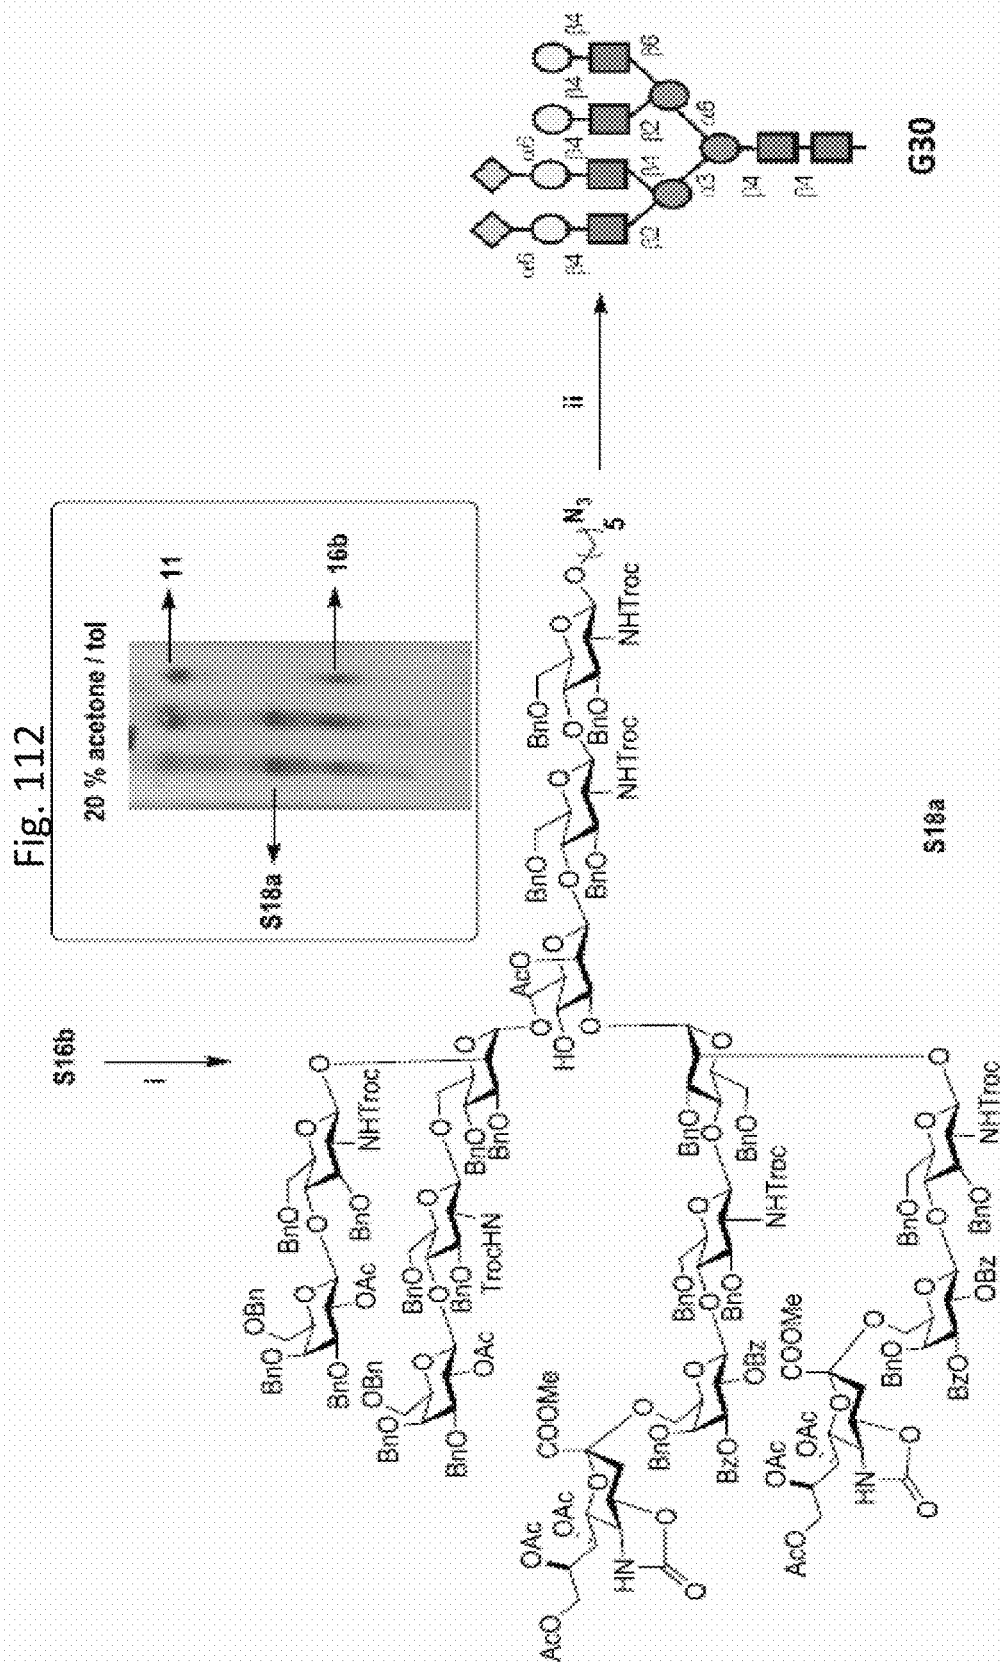 Fig. 112
20 % acetone / tol
11
16b
S18a
S16b
i
BnO
OBn
O
BnO
OAc
O
BnO
O
BnO
NHTroc
O
BnO
OBn
O
BnO
OAc
O
BnO
O
BnO
TrocHN
O
O
BnO
BnO
O
O
HO
AcO
O
O
BnO
O
BnO
NHTroc
O
BnO
O
BnO
NHTroc
O
N3
5
AcO
OAc
OAc
O
COOMe
HN
O
O
O
BnO
O
BzO
OBz
O
BnO
O
BnO
NHTroc
O
BnO
BnO
O
AcO
OAc
OAc
O
COOMe
HN
O
O
O
BnO
O
BzO
OBz
O
BnO
O
BnO
NHTroc
O
S18a
ii
α6
α6
β4
β4
β4
β4
β2
β4
β2
β6
α3
α6
β4
β4
G30